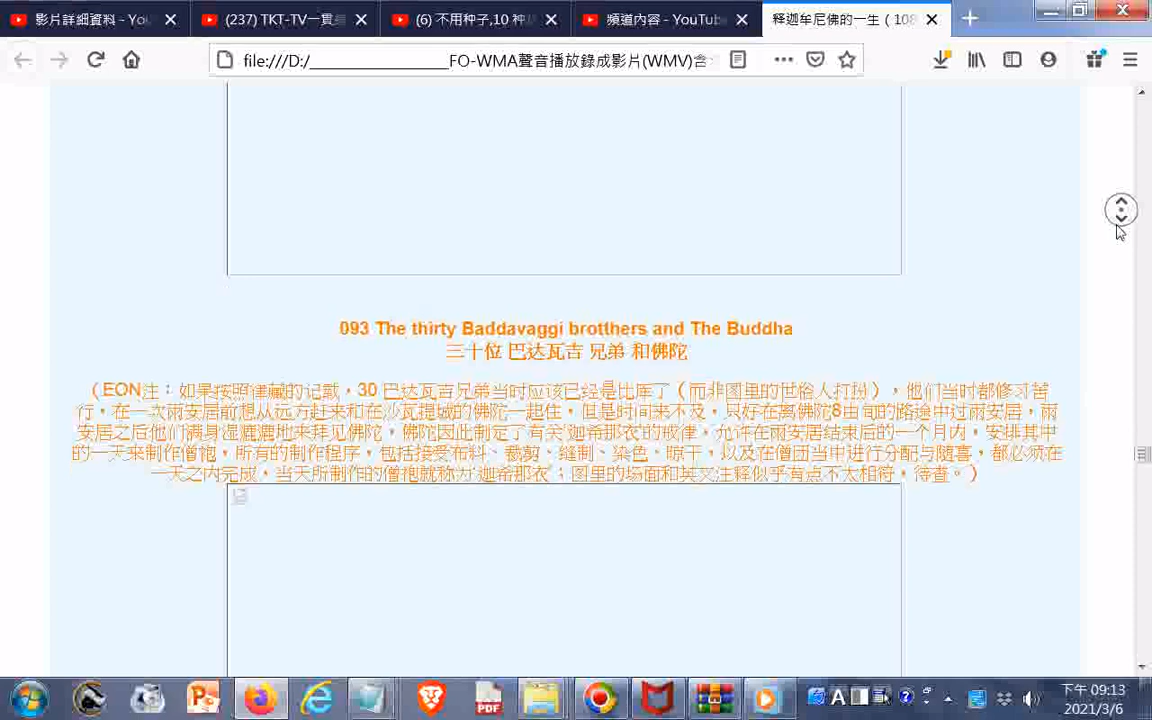 影片詳細資料 - You
(237) TKT-TV一貫
(6) 不用种子,10 种
頻道內容 - YouTub
释迦牟尼佛的一生（108
file:///D:/__________________FO-WMA聲音播放錄成影片(WMV)含
093 The thirty Baddavaggi brotthers and The Buddha
三十位 巴达瓦吉 兄弟 和佛陀
（EON注：如果按照律藏的记载，30 巴达瓦吉兄弟当时应该已经是比库了（而非图里的世俗人打扮），他们当时都修习苦
行，在一次雨安居前想从远方赶来和在沙瓦提城的佛陀一起住，但是时间来不及，只好在离佛陀8由旬的路途中过雨安居，雨
安居之后他们满身湿漉漉地来拜见佛陀，佛陀因此制定了有关'迦希那衣'的戒律，允许在雨安居结束后的一个月内，安排其中
的一天来制作僧袍，所有的制作程序，包括接受布料、裁剪、缝制、染色、晾干，以及在僧团当中进行分配与随喜，都必须在
一天之内完成，当天所制作的僧袍就称为'迦希那衣'；图里的场面和英文注释似乎有点不太相符，待查。）
A
下午 09:13
2021/3/6